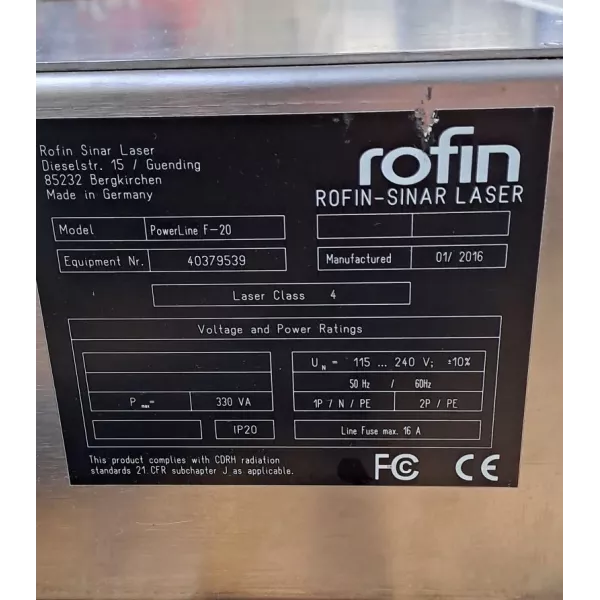 Rofin Sinar Laser
Dieselstr. 15 / Guending
85232 Bergkirchen
Made in Germany
rofin
ROFIN-SINAR LASER
Model PowerLine F-20
Equipment Nr. 40379539
Manufactured 01/ 2016
Laser Class 4
Voltage and Power Ratings
U N = 115 ... 240 V; ±10%
50 Hz / 60Hz
P max= 330 VA
1P / N / PE 2P / PE
IP20
Line Fuse max. 16 A
This product complies with CDRH radiation
standards 21 CFR subchapter J as applicable.
FC CE